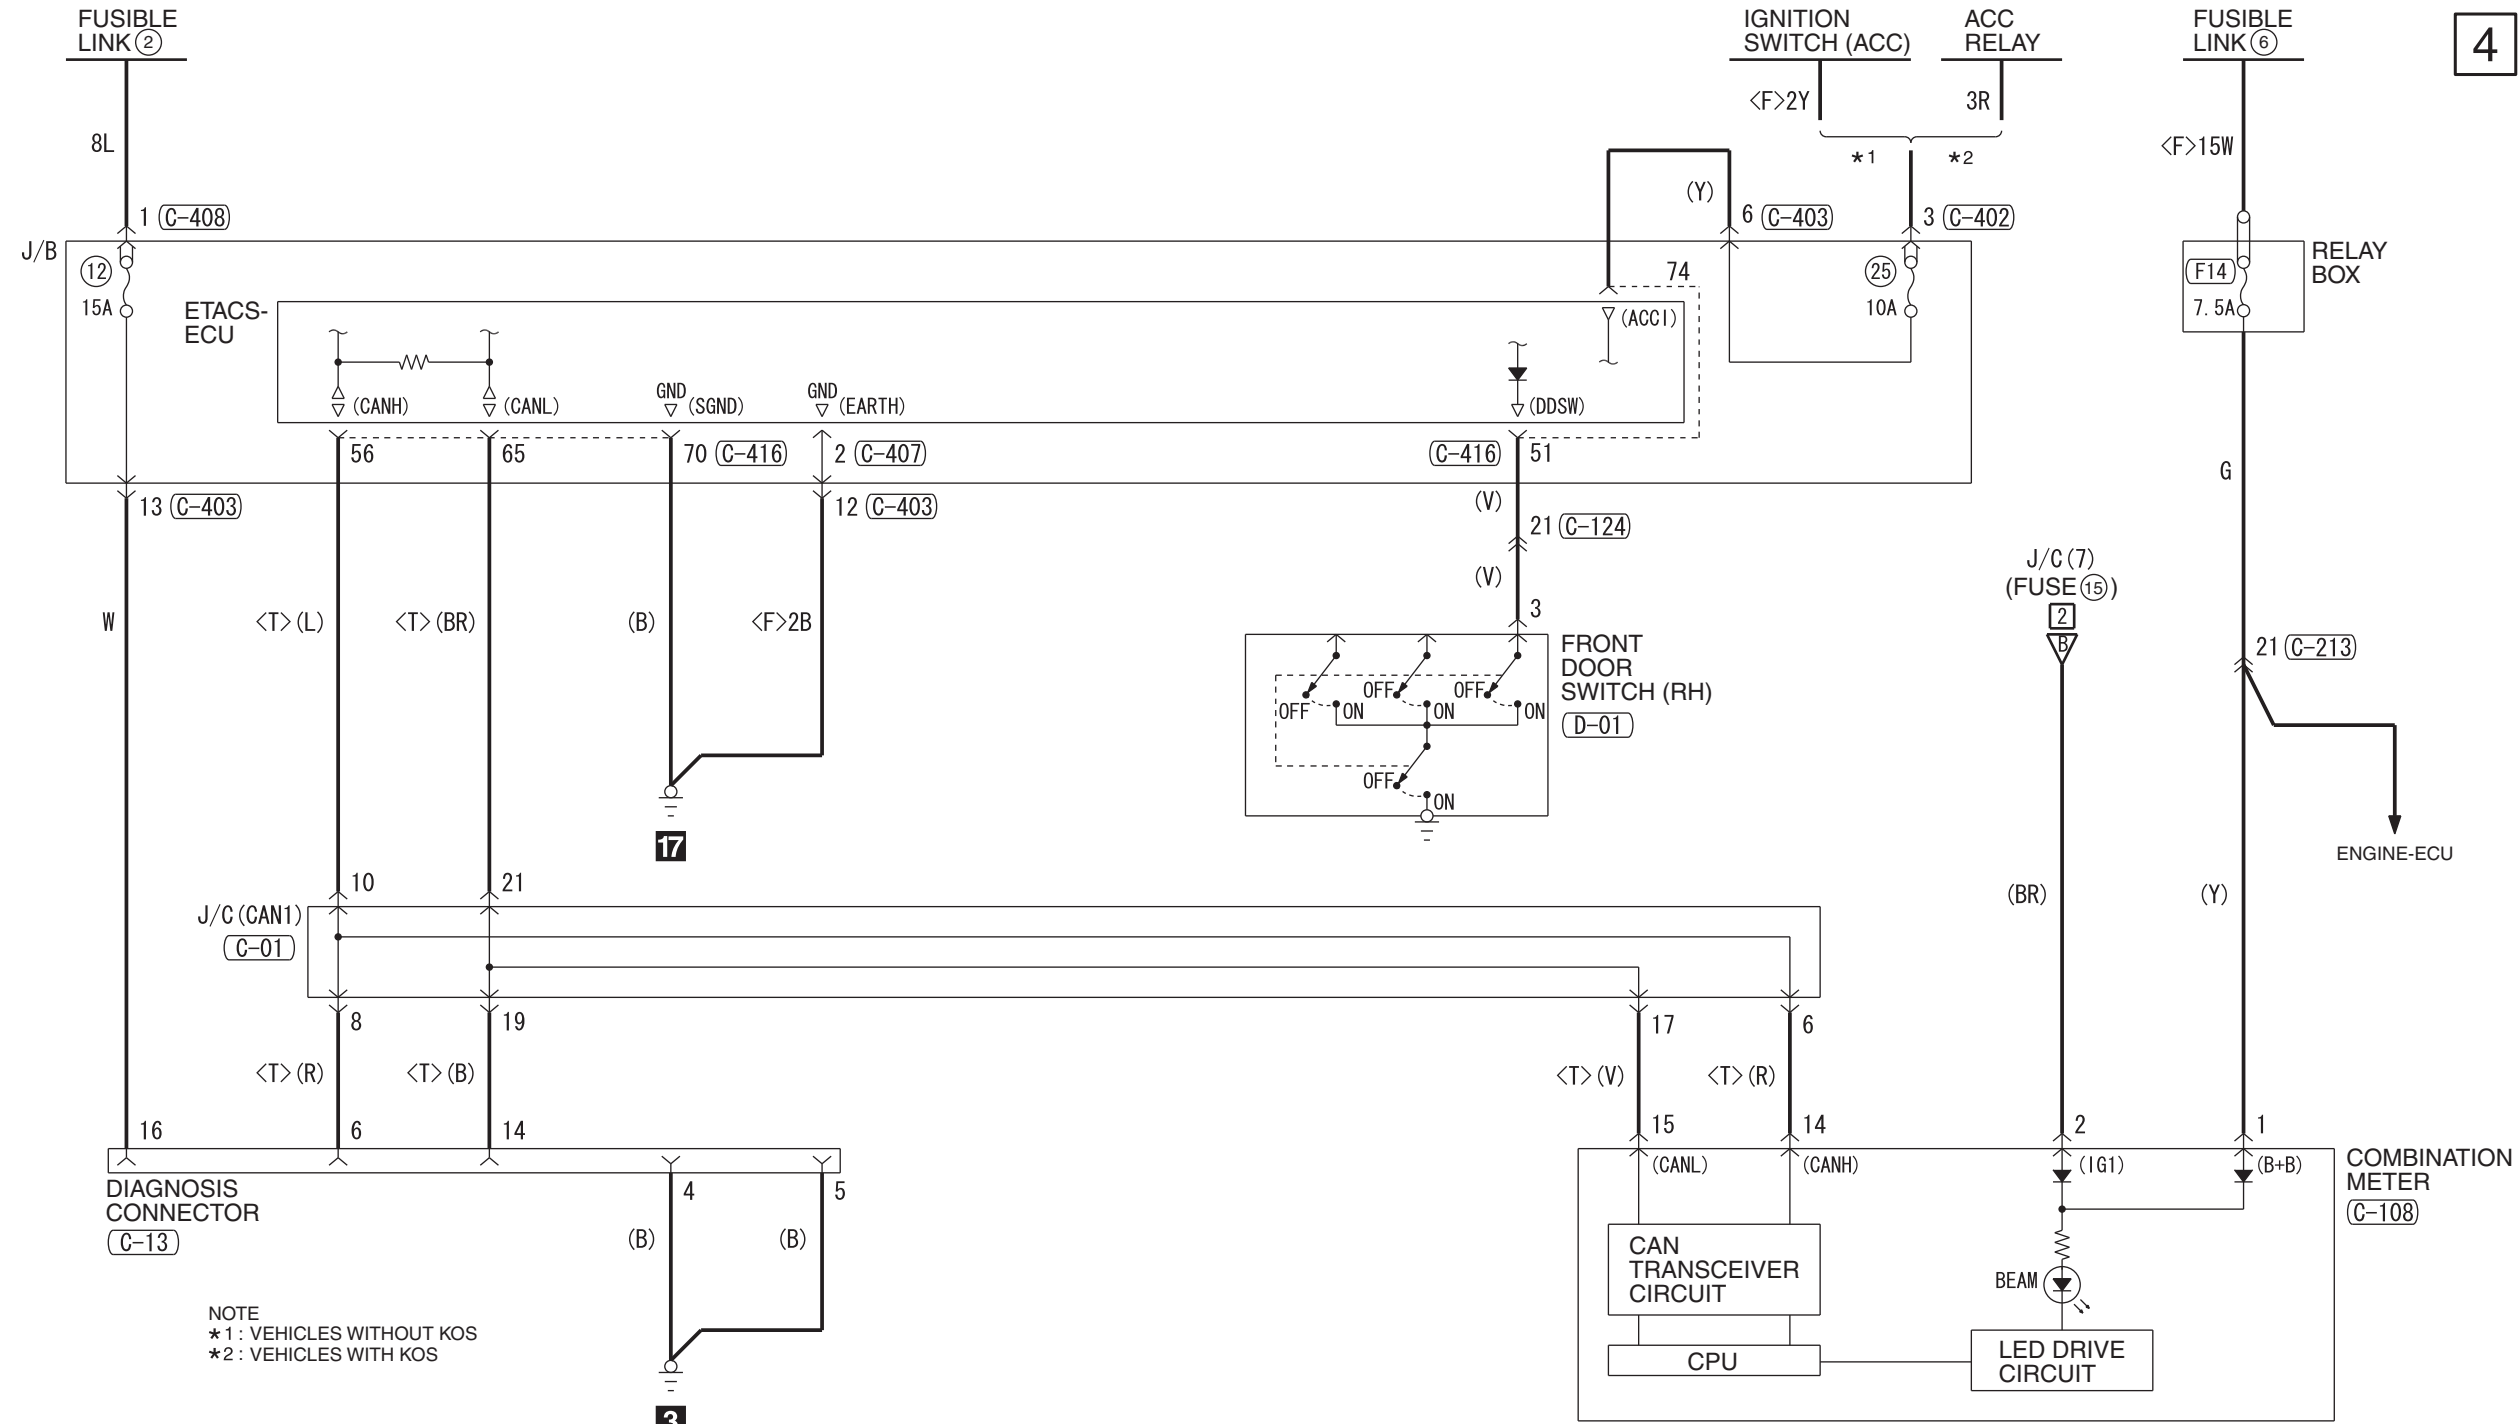 FUSIBLE
LINK ②
IGNITION
SWITCH (ACC)
ACC
RELAY
FUSIBLE
LINK ⑥
4
8L
<F>2Y
3R
<F>15W
*1
*2
(Y)
1 C-408
6 C-403
3 C-402
J/B
⑫
15A
ETACS-
ECU
74
㉕
10A
F14
7.5A
RELAY
BOX
(ACCI)
(CANH)
(CANL)
GND
(SGND)
GND
(EARTH)
(DDSW)
56
65
70 C-416
2 C-407
C-416 51
13 C-403
12 C-403
(V)
21 C-124
(V)
3
G
W
<T>(L)
<T>(BR)
(B)
<F>2B
J/C(7)
(FUSE⑮)
2
B
FRONT
DOOR
SWITCH (RH)
D-01
OFF
OFF
OFF
ON
ON
ON
OFF
ON
21 C-213
ENGINE-ECU
17
10
21
J/C(CAN1)
C-01
(BR)
(Y)
8
19
17
6
<T>(R)
<T>(B)
<T>(V)
<T>(R)
16
6
14
15
14
2
1
(CANL)
(CANH)
(IG1)
(B+B)
COMBINATION
METER
C-108
DIAGNOSIS
CONNECTOR
C-13
4
5
(B)
(B)
CAN
TRANSCEIVER
CIRCUIT
BEAM
CPU
LED DRIVE
CIRCUIT
NOTE
*1 : VEHICLES WITHOUT KOS
*2 : VEHICLES WITH KOS
3